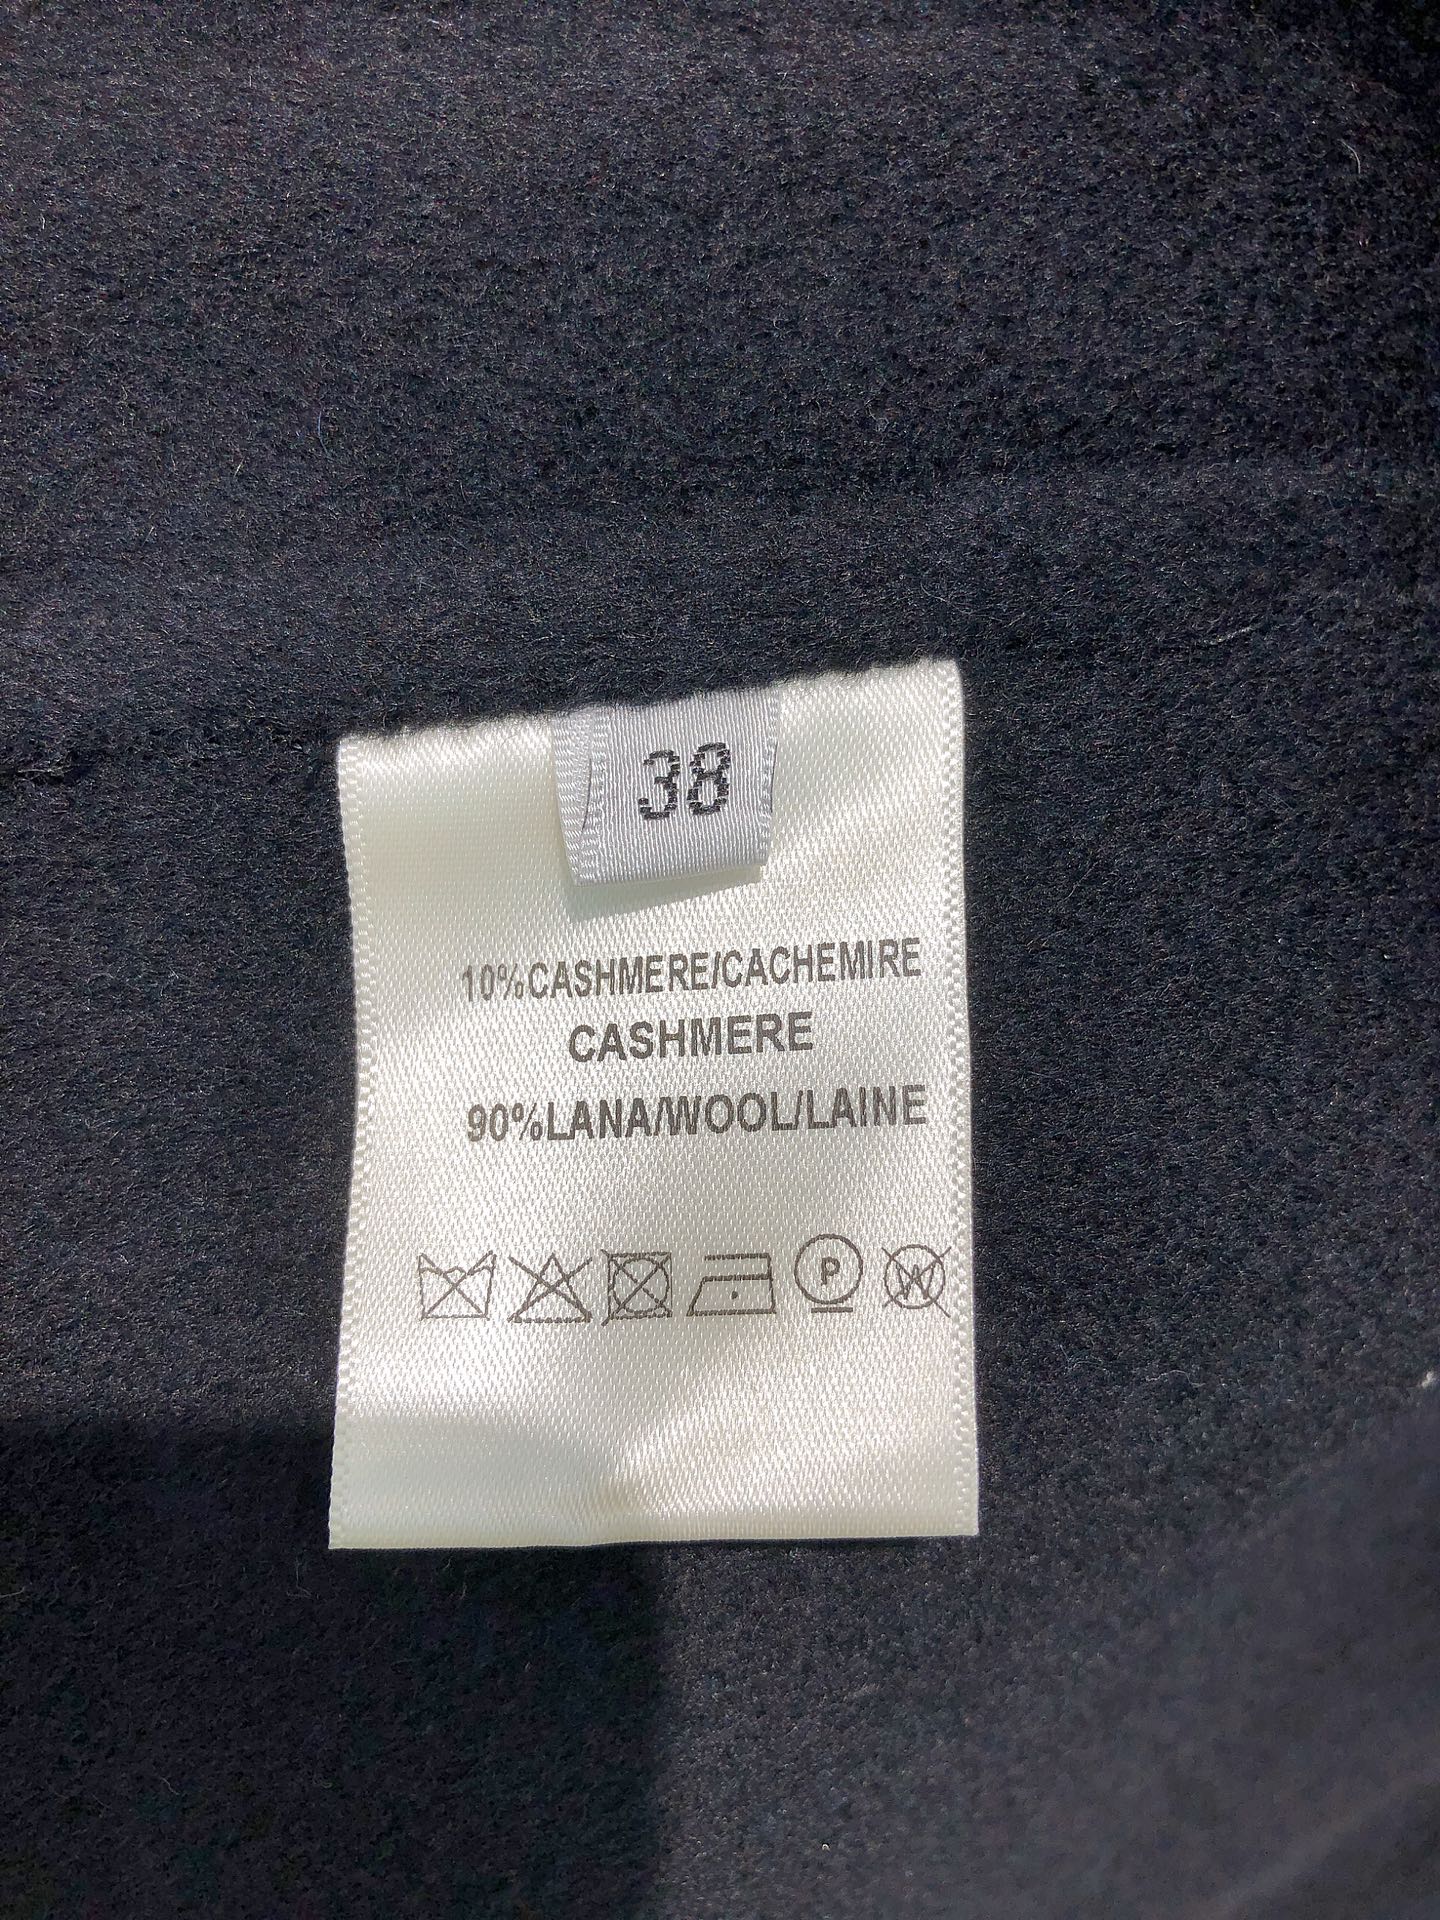 38
10%CASHMERE/CACHEMIRE
CASHMERE
90%LANA/WOOL/LAINE
P W